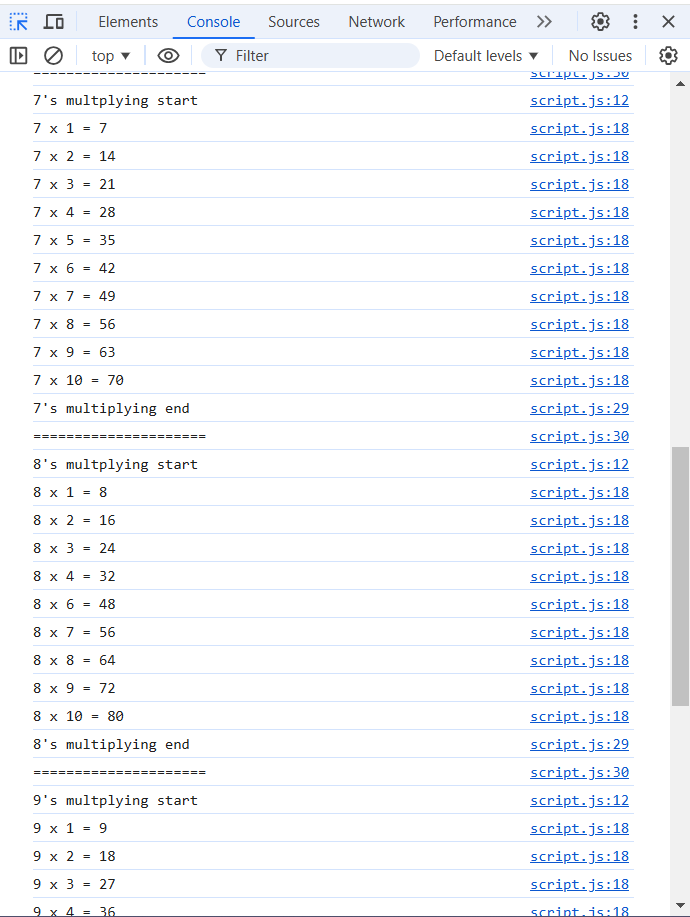 Elements Console Sources Network Performance
top Filter Default levels No Issues
===================== script.js:30
7's multplying start script.js:12
7 x 1 = 7 script.js:18
7 x 2 = 14 script.js:18
7 x 3 = 21 script.js:18
7 x 4 = 28 script.js:18
7 x 5 = 35 script.js:18
7 x 6 = 42 script.js:18
7 x 7 = 49 script.js:18
7 x 8 = 56 script.js:18
7 x 9 = 63 script.js:18
7 x 10 = 70 script.js:18
7's multiplying end script.js:29
===================== script.js:30
8's multplying start script.js:12
8 x 1 = 8 script.js:18
8 x 2 = 16 script.js:18
8 x 3 = 24 script.js:18
8 x 4 = 32 script.js:18
8 x 6 = 48 script.js:18
8 x 7 = 56 script.js:18
8 x 8 = 64 script.js:18
8 x 9 = 72 script.js:18
8 x 10 = 80 script.js:18
8's multiplying end script.js:29
===================== script.js:30
9's multplying start script.js:12
9 x 1 = 9 script.js:18
9 x 2 = 18 script.js:18
9 x 3 = 27 script.js:18
9 x 4 = 36 script.js:18